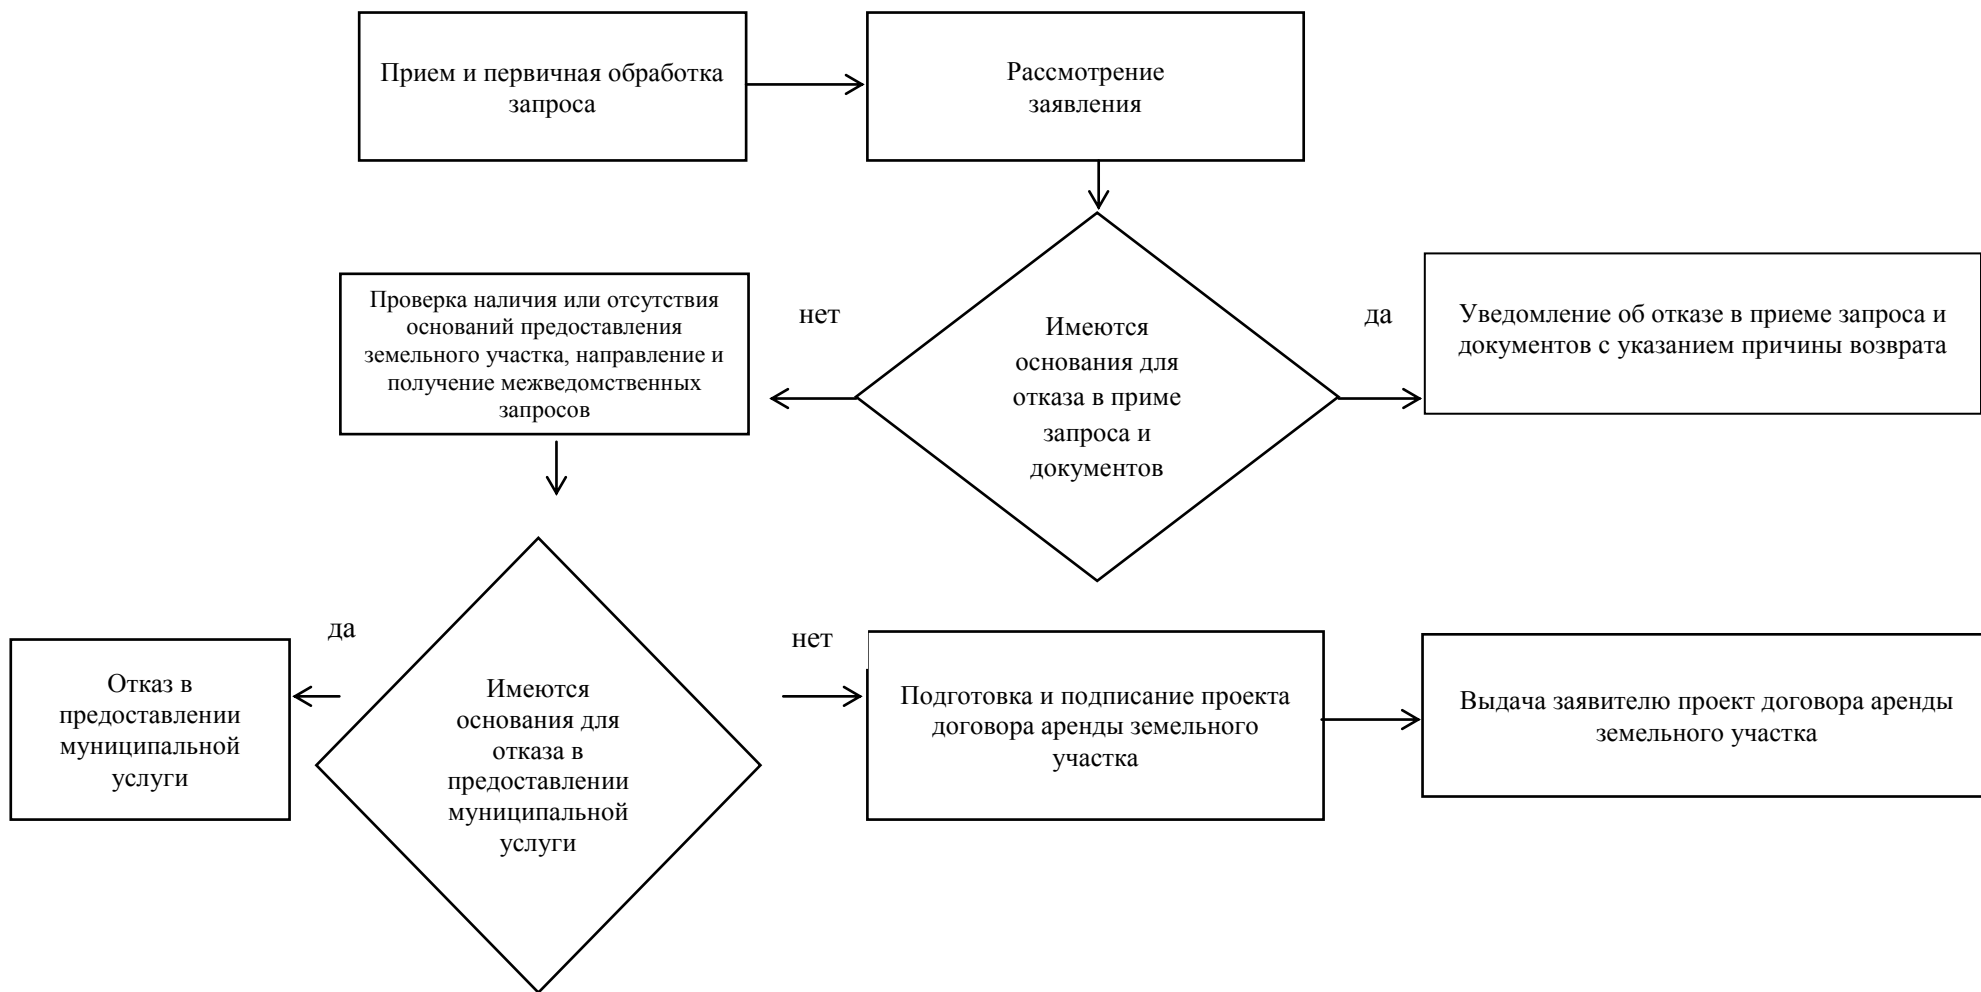 Прием и первичная обработка
запроса
Рассмотрение
заявления
Имеются
основания для
отказа в приме
запроса и
документов
да
Уведомление об отказе в приеме запроса и
документов с указанием причины возврата
нет
Проверка наличия или отсутствия
оснований предоставления
земельного участка, направление и
получение межведомственных
запросов
Имеются
основания для
отказа в
предоставлении
муниципальной
услуги
да
Отказ в
предоставлении
муниципальной
услуги
нет
Подготовка и подписание проекта
договора аренды земельного
участка
Выдача заявителю проект договора аренды
земельного участка